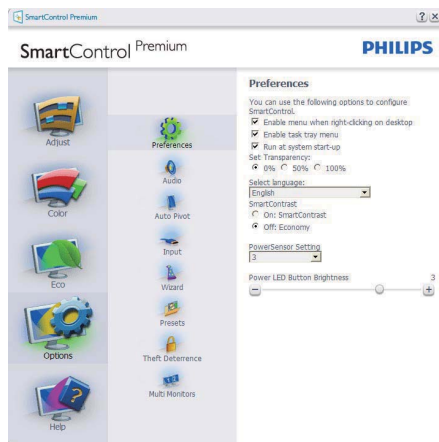 SmartControl Premium
SmartControl Premium
PHILIPS
Adjust
Color
Eco
Options
Help
Preferences
Audio
Auto Pivot
Input
Wizard
Presets
Theft Deterrence
Multi Monitors
Preferences
You can use the following options to configure
SmartControl.
Enable menu when right-clicking on desktop
Enable task tray menu
Run at system start-up
Set Transparency:
0% 50% 100%
Select language:
English
SmartContrast
On: SmartContrast
Off: Economy
PowerSensor Setting
3
Power LED Button Brightness 3